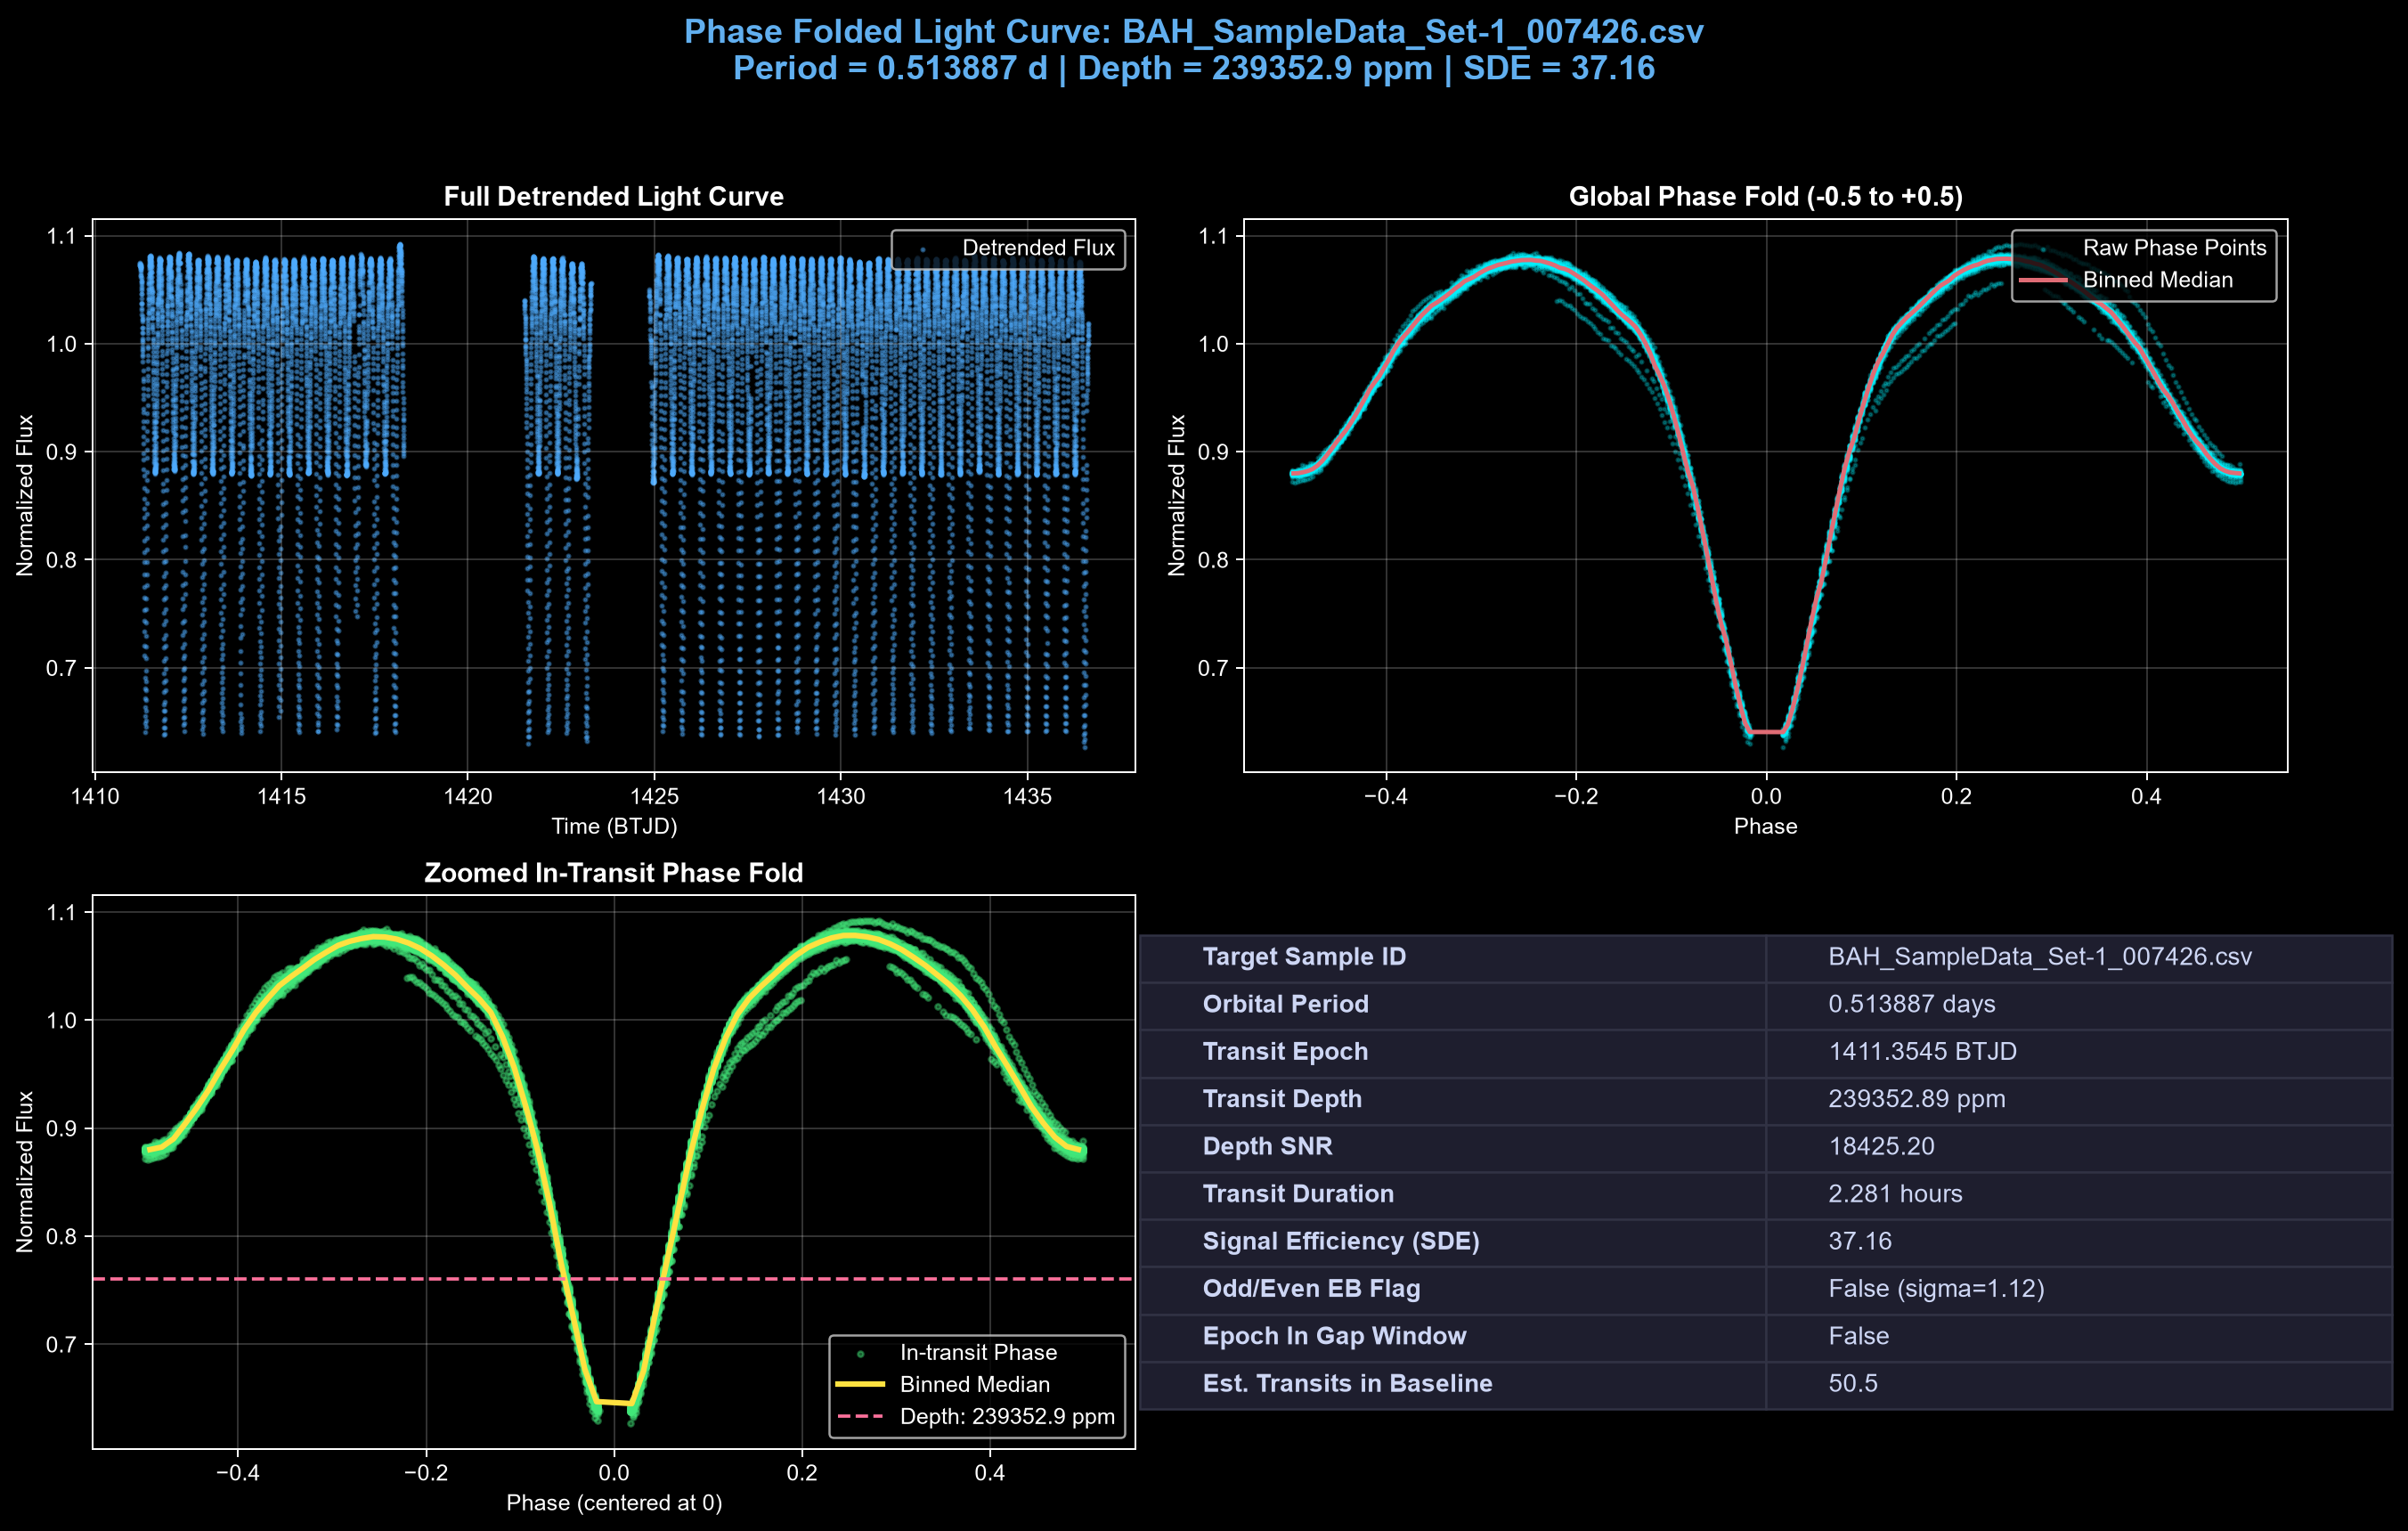 Phase Folded Light Curve: BAH_SampleData_Set-1_007426.csv
Period = 0.513887 d | Depth = 239352.9 ppm | SDE = 37.16
Full Detrended Light Curve
Detrended Flux
Normalized Flux
1.1
1.0
0.9
0.8
0.7
1410
1415
1420
1425
1430
1435
Time (BTJD)
Global Phase Fold (-0.5 to +0.5)
Raw Phase Points
Binned Median
Normalized Flux
1.1
1.0
0.9
0.8
0.7
−0.4
−0.2
0.0
0.2
0.4
Phase
Zoomed In-Transit Phase Fold
Normalized Flux
1.1
1.0
0.9
0.8
0.7
In-transit Phase
Binned Median
Depth: 239352.9 ppm
−0.4
−0.2
0.0
0.2
0.4
Phase (centered at 0)
Target Sample ID BAH_SampleData_Set-1_007426.csv
Orbital Period 0.513887 days
Transit Epoch 1411.3545 BTJD
Transit Depth 239352.89 ppm
Depth SNR 18425.20
Transit Duration 2.281 hours
Signal Efficiency (SDE) 37.16
Odd/Even EB Flag False (sigma=1.12)
Epoch In Gap Window False
Est. Transits in Baseline 50.5